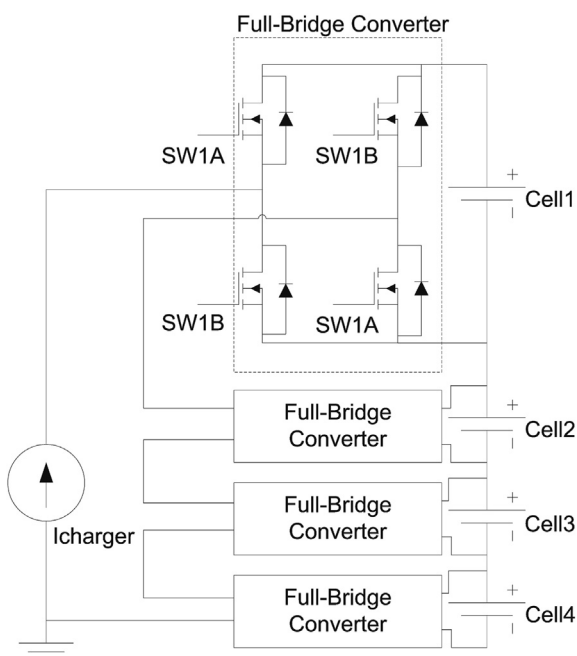 Full-Bridge Converter
SW1A
SW1B
+
Cell1
SW1B
SW1A
Full-Bridge
Converter
+
Cell2
Full-Bridge
Converter
+
Cell3
Icharger
Full-Bridge
Converter
+
Cell4